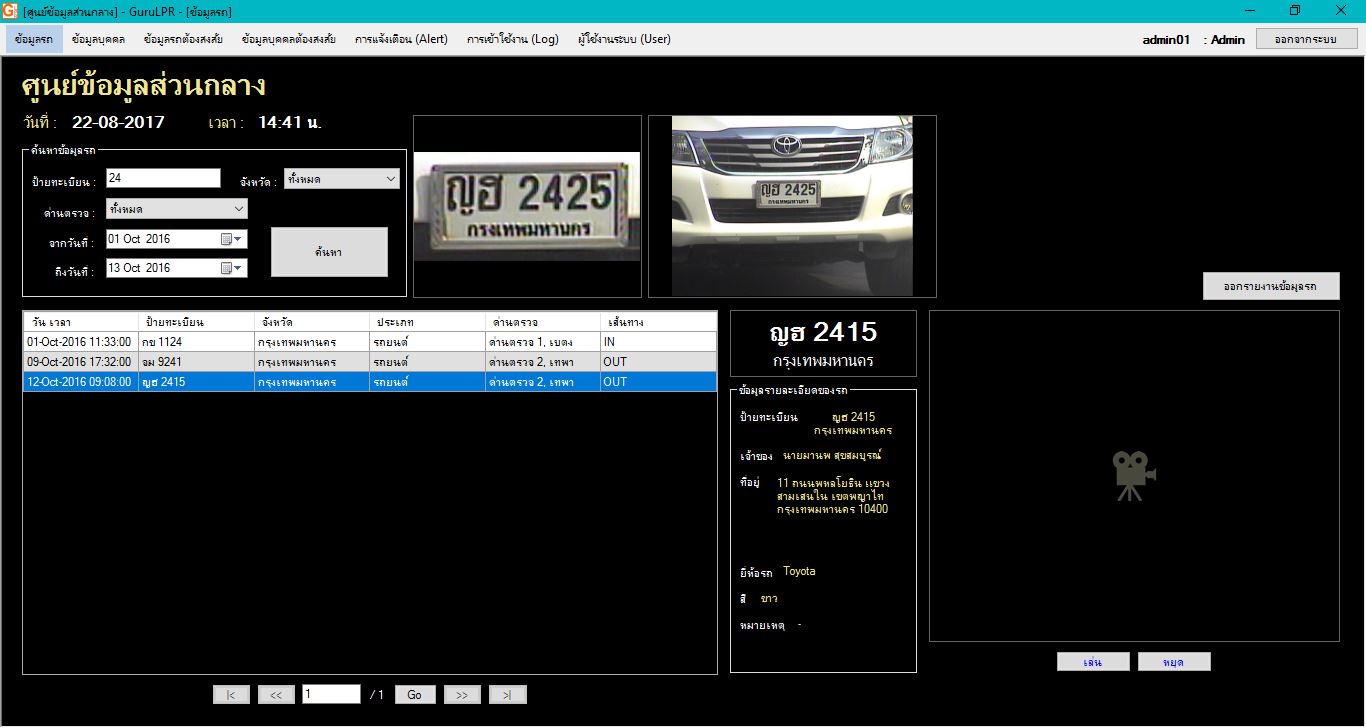 [ศูนย์ข้อมูลส่วนกลาง] - GuruLPR - [ข้อมูลรถ]
ข้อมูลรถ ข้อมูลบุคคล ข้อมูลรถต้องสงสัย ข้อมูลบุคคลต้องสงสัย การแจ้งเตือน (Alert) การเข้าใช้งาน (Log) ผู้ใช้งานระบบ (User) admin01 : Admin ออกจากระบบ
ศูนย์ข้อมูลส่วนกลาง
วันที่ : 22-08-2017 เวลา : 14:41 น.
ค้นหาข้อมูลรถ
ป้ายทะเบียน : 24 จังหวัด : ทั้งหมด
ด่านตรวจ : ทั้งหมด
จากวันที่ : 01 Oct 2016
ถึงวันที่ : 13 Oct 2016
ค้นหา
ญฮ 2425
กรุงเทพมหานคร
ญฮ 2425
กรุงเทพมหานคร
ออกรายงานข้อมูลรถ
วัน เวลา ป้ายทะเบียน จังหวัด ประเภท ด่านตรวจ เส้นทาง
01-Oct-2016 11:33:00 กข 1124 กรุงเทพมหานคร รถยนต์ ด่านตรวจ 1, เบตง IN
09-Oct-2016 17:32:00 จม 9241 กรุงเทพมหานคร รถยนต์ ด่านตรวจ 2, เทพา OUT
12-Oct-2016 09:08:00 ญฮ 2415 กรุงเทพมหานคร รถยนต์ ด่านตรวจ 2, เทพา OUT
ญฮ 2415
กรุงเทพมหานคร
ข้อมูลรายละเอียดของรถ
ป้ายทะเบียน ญฮ 2415
กรุงเทพมหานคร
เจ้าของ นายมานพ สุขสมบูรณ์
ที่อยู่ 11 ถนนพหลโยธิน แขวง
สามเสนใน เขตพญาไท
กรุงเทพมหานคร 10400
ยี่ห้อรถ Toyota
สี ขาว
หมายเหตุ -
เล่น หยุด
|< << 1 / 1 Go >> >|